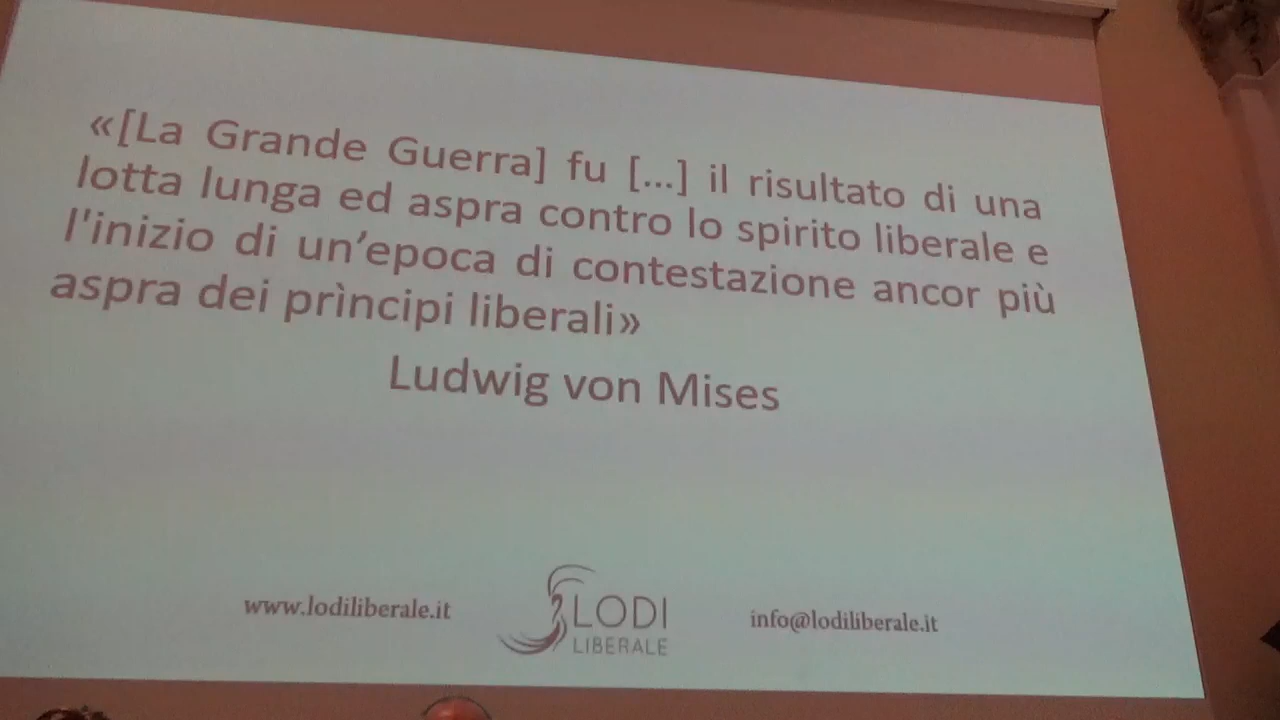 «[La Grande Guerra] fu [...] il risultato di una
lotta lunga ed aspra contro lo spirito liberale e
l'inizio di un’epoca di contestazione ancor più
aspra dei prìncipi liberali»
Ludwig von Mises
www.lodiliberale.it
LODI
LIBERALE
info@lodiliberale.it